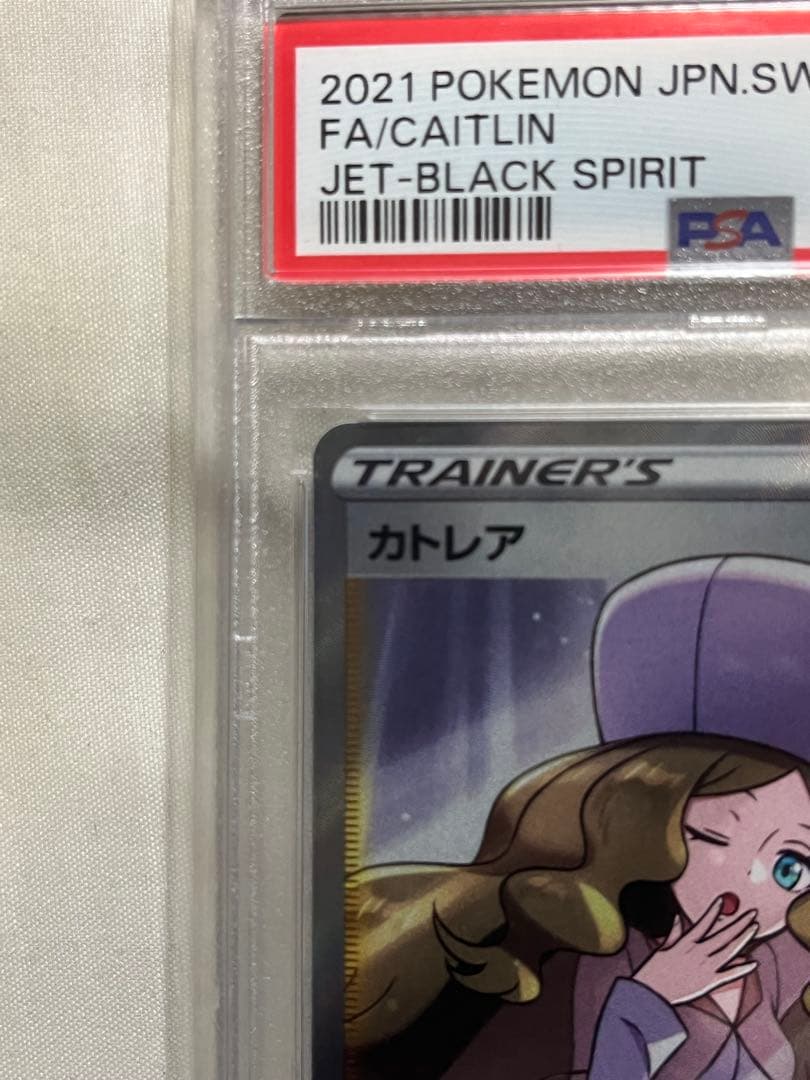 2021 POKEMON JPN.SW
FA/CAITLIN
JET-BLACK SPIRIT
PSA
TRAINER'S
カトレア